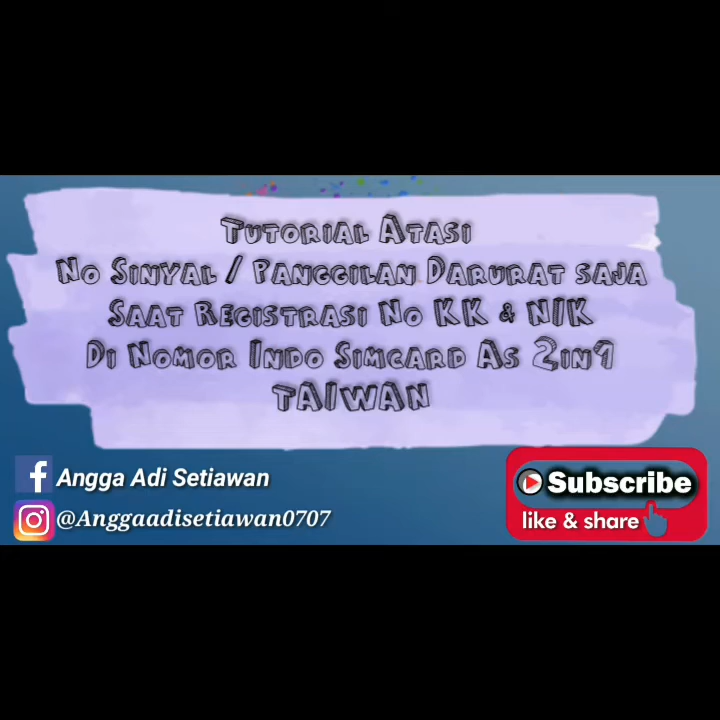 Tutorial Atasi
No Sinyal / Panggilan Darurat saja
Saat Registrasi No KK & NIK
Di Nomor Indo Simcard As 2in1
TAIWAN
Angga Adi Setiawan
@Anggaadisetiawan0707
Subscribe
like & share